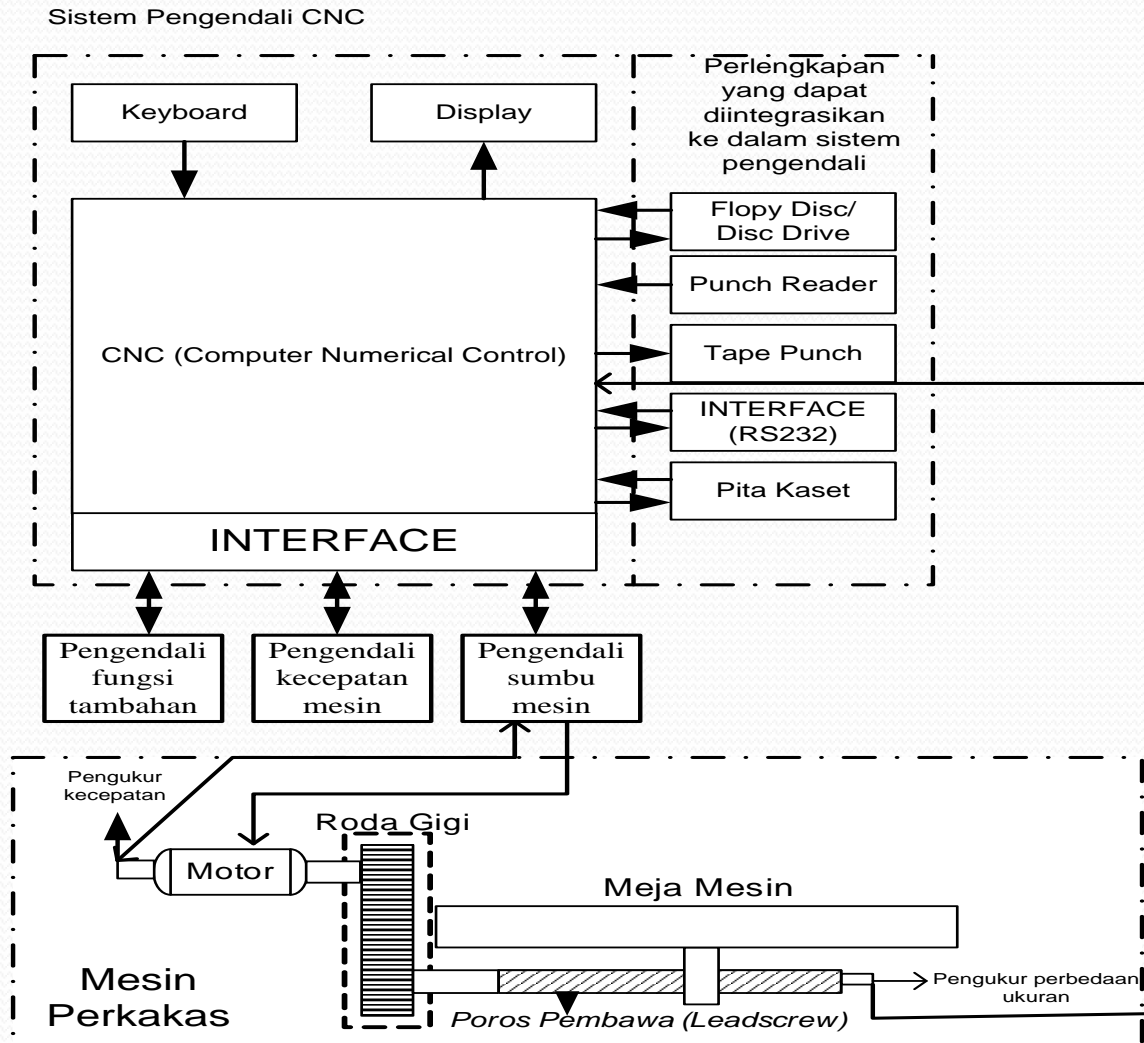 Sistem Pengendali CNC
Keyboard
Display
Perlengkapan
yang dapat
diintegrasikan
ke dalam sistem
pengendali
Flopy Disc/
Disc Drive
Punch Reader
CNC (Computer Numerical Control)
Tape Punch
INTERFACE
(RS232)
Pita Kaset
INTERFACE
Pengendali
fungsi
tambahan
Pengendali
kecepatan
mesin
Pengendali
sumbu
mesin
Pengukur
kecepatan
Roda Gigi
Motor
Meja Mesin
Mesin
Perkakas
Pengukur perbedaan
ukuran
Poros Pembawa (Leadscrew)